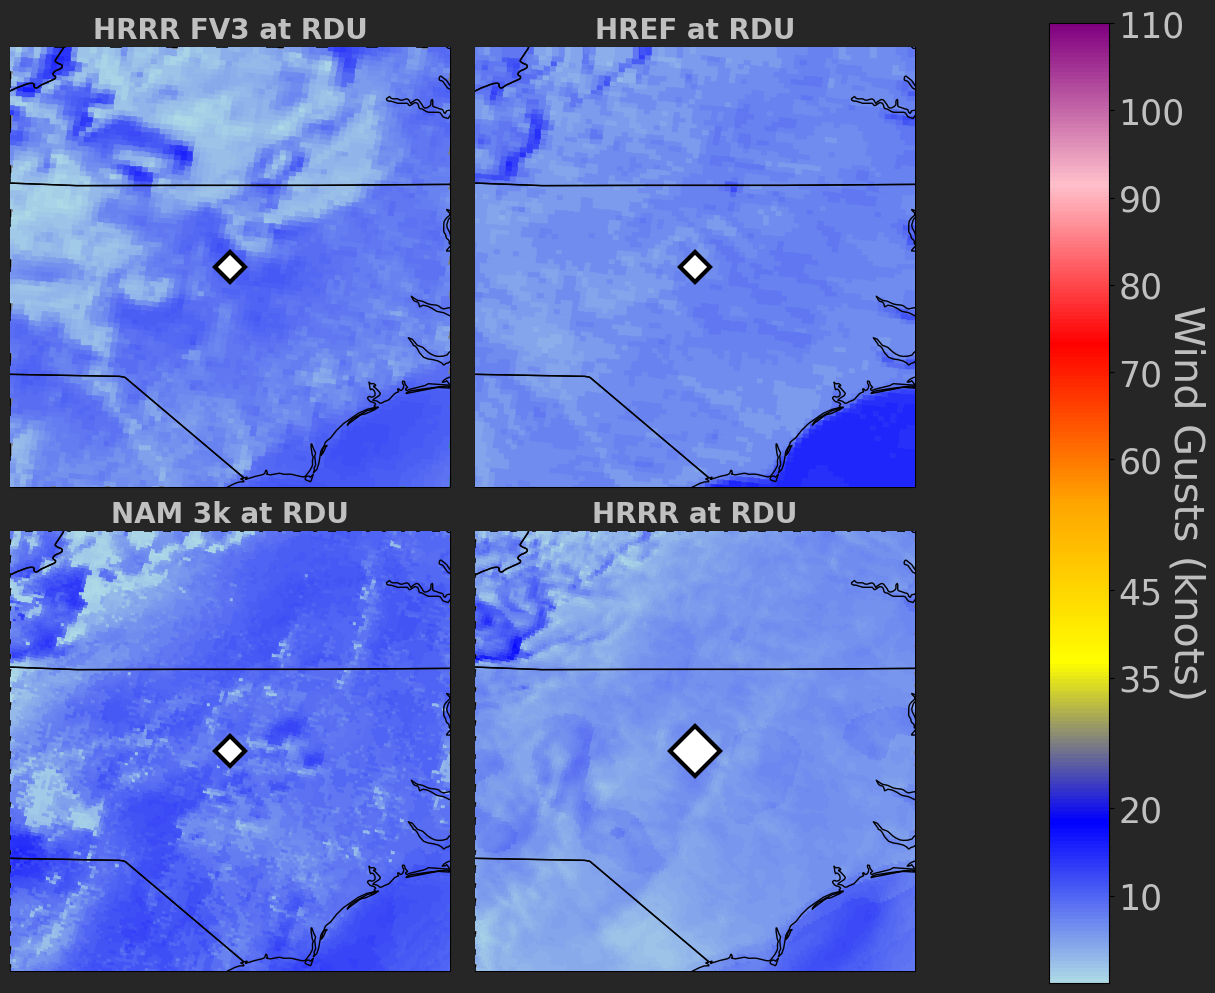 HRRR FV3 at RDU
HREF at RDU
NAM 3k at RDU
HRRR at RDU
110
100
90
80
70
60
45
35
20
10
Wind Gusts (knots)